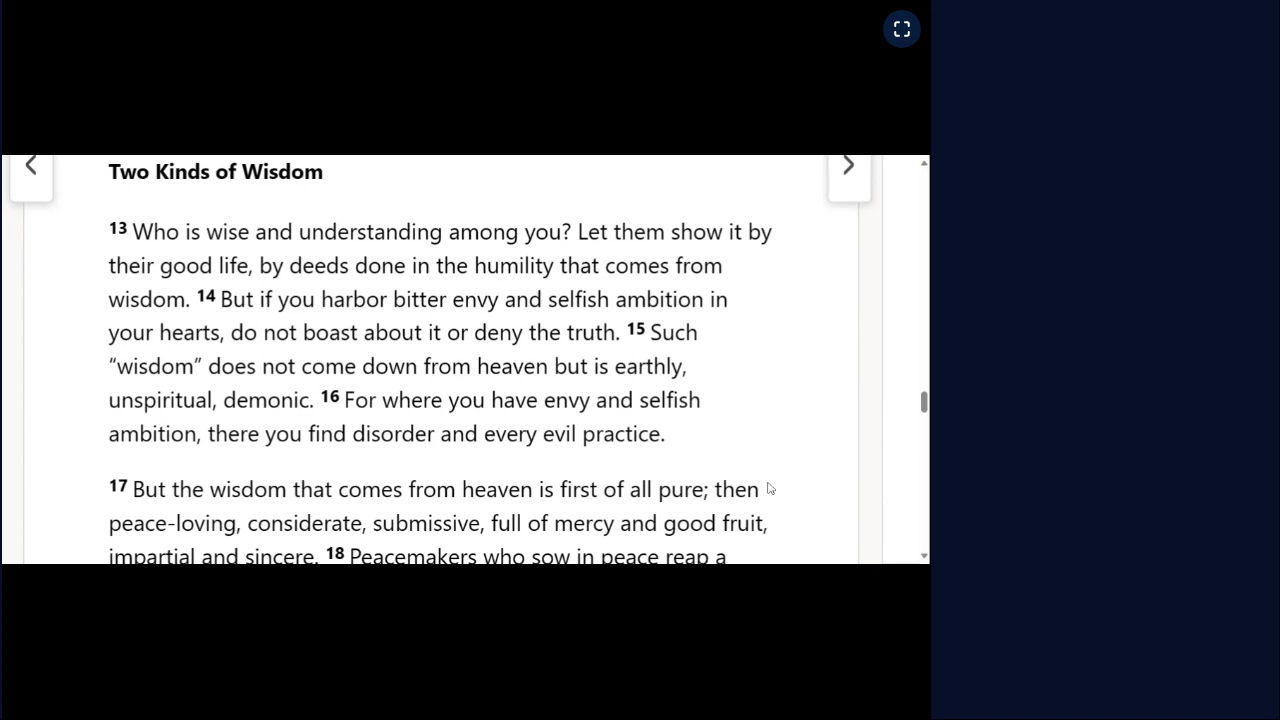 Two Kinds of Wisdom
13 Who is wise and understanding among you? Let them show it by
their good life, by deeds done in the humility that comes from
wisdom. 14 But if you harbor bitter envy and selfish ambition in
your hearts, do not boast about it or deny the truth. 15 Such
“wisdom” does not come down from heaven but is earthly,
unspiritual, demonic. 16 For where you have envy and selfish
ambition, there you find disorder and every evil practice.
17 But the wisdom that comes from heaven is first of all pure; then
peace-loving, considerate, submissive, full of mercy and good fruit,
impartial and sincere. 18 Peacemakers who sow in peace reap a